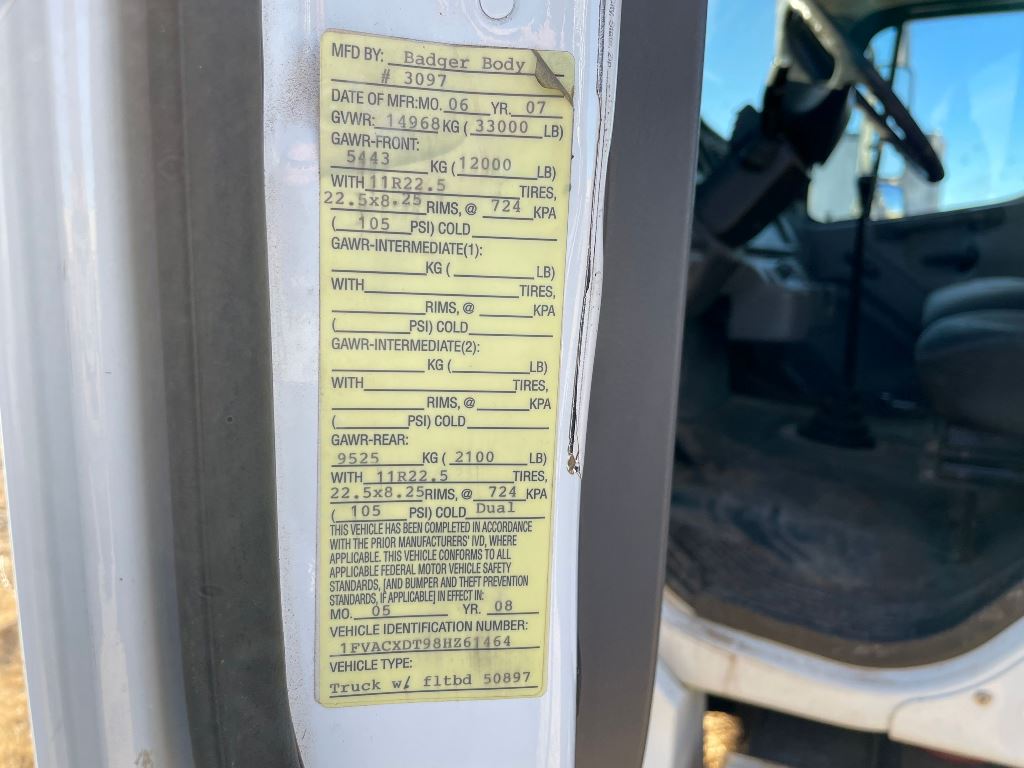 MFD BY: Badger Body
# 3097
DATE OF MFR:MO. 06 YR. 07
GVWR: 14968 KG ( 33000 LB)
GAWR-FRONT:
5443 KG ( 12000 LB)
WITH 11R22.5 TIRES,
22.5x8.25 RIMS, @ 724 KPA
( 105 PSI) COLD
GAWR-INTERMEDIATE(1):
KG ( LB)
WITH TIRES,
RIMS, @ KPA
( PSI) COLD
GAWR-INTERMEDIATE(2):
KG ( LB)
WITH TIRES,
RIMS, @ KPA
( PSI) COLD
GAWR-REAR:
9525 KG ( 2100 LB)
WITH 11R22.5 TIRES,
22.5x8.25 RIMS, @ 724 KPA
( 105 PSI) COLD Dual
THIS VEHICLE HAS BEEN COMPLETED IN ACCORDANCE
WITH THE PRIOR MANUFACTURERS' IVD, WHERE
APPLICABLE. THIS VEHICLE CONFORMS TO ALL
APPLICABLE FEDERAL MOTOR VEHICLE SAFETY
STANDARDS, [AND BUMPER AND THEFT PREVENTION
STANDARDS, IF APPLICABLE] IN EFFECT IN:
MO. 05 YR. 08
VEHICLE IDENTIFICATION NUMBER:
1FVACXDT98HZ61464
VEHICLE TYPE:
Truck w/ fltbd 50897